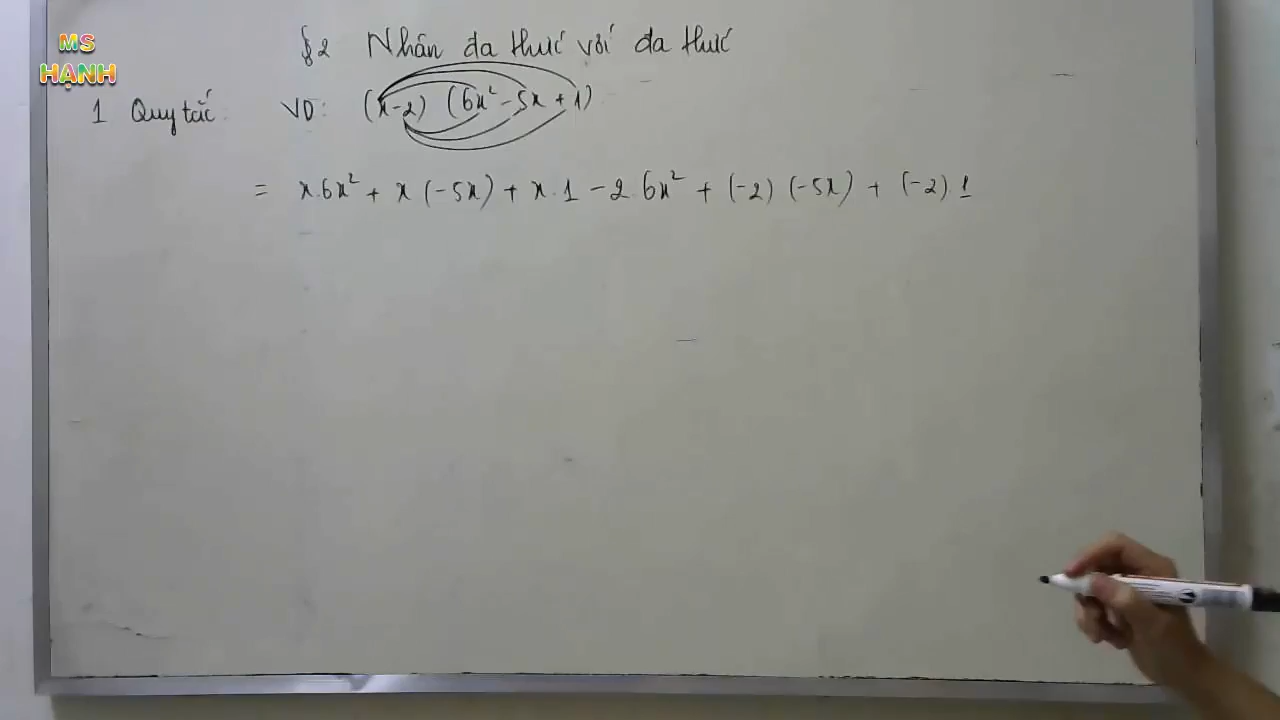 MS
HẠNH
§2 Nhân đa thức với đa thức
1 Quy tắc: VD: (x-2) (6x² - 5x + 1)
= x.6x² + x (-5x) + x.1 - 2.6x² + (-2) (-5x) + (-2) 1